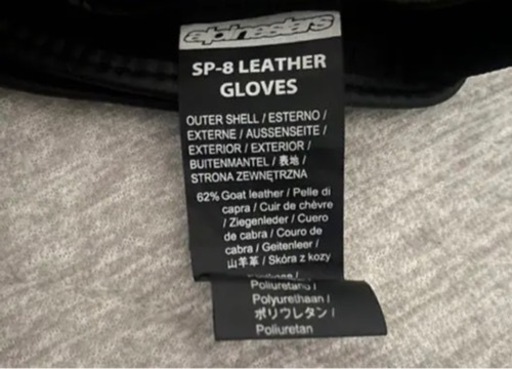 alpinestars
SP-8 LEATHER
GLOVES
OUTER SHELL / ESTERNO /
EXTERNE / AUSSENSEITE /
EXTERIOR / EXTERIOR /
BUITENMANTEL / 表地 /
STRONA ZEWNĘTRZNA
62% Goat leather / Pelle di
capra / Cuir de chèvre
/ Ziegenleder / Cuero
de cabra / Couro de
cabra / Geitenleer /
山羊革 / Skóra z kozy
Poliuretano /
Polyurethaan /
ポリウレタン /
Poliuretan